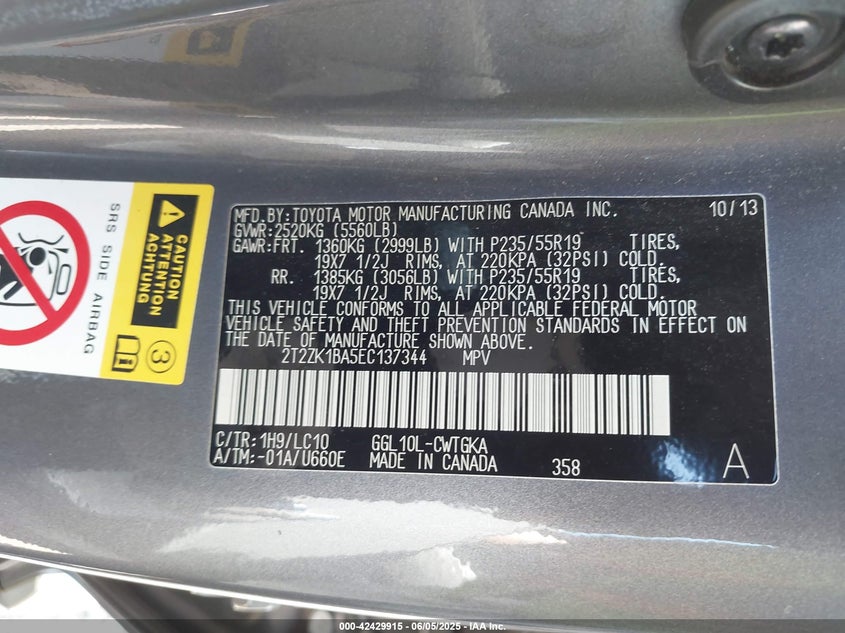 SRS SIDE AIRBAG
CAUTION
ATTENTION
ACHTUNG
3
MFD.BY:TOYOTA MOTOR MANUFACTURING CANADA INC. 10/13
GVWR:2520KG (5560LB)
GAWR:FRT. 1360KG (2999LB) WITH P235/55R19 TIRES,
19X7 1/2J RIMS, AT 220KPA (32PSI) COLD.
RR. 1385KG (3056LB) WITH P235/55R19 TIRES,
19X7 1/2J RIMS, AT 220KPA (32PSI) COLD.
THIS VEHICLE CONFORMS TO ALL APPLICABLE FEDERAL MOTOR
VEHICLE SAFETY AND THEFT PREVENTION STANDARDS IN EFFECT ON
THE DATE OF MANUFACTURE SHOWN ABOVE.
2T2ZK1BA5EC137344 MPV
C/TR:1H9/LC10 GGL10L-CWTGKA
A/TM:-01A/U660E MADE IN CANADA 358 A
000-42429915 - 06/05/2025 - IAA Inc.